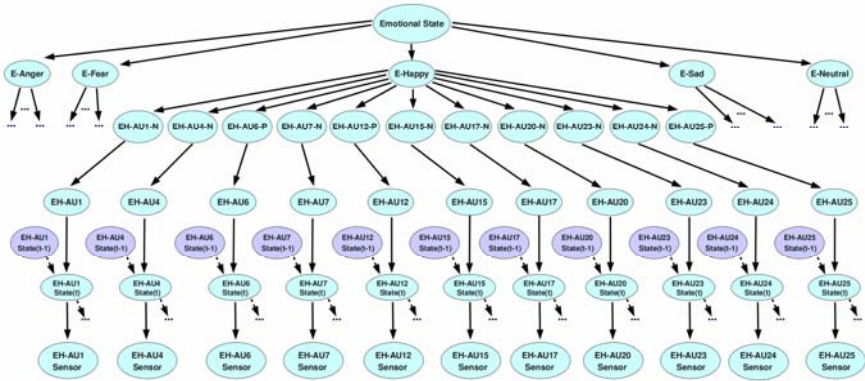 Emotional State
E-Anger
E-Fear
E-Happy
E-Sad
E-Neutral
...
...
...
...
...
...
...
...
...
...
...
...
EH-AU1-N
EH-AU4-N
EH-AU6-P
EH-AU7-N
EH-AU12-P
EH-AU15-N
EH-AU17-N
EH-AU20-N
EH-AU23-N
EH-AU24-N
EH-AU25-P
EH-AU1
EH-AU4
EH-AU6
EH-AU7
EH-AU12
EH-AU15
EH-AU17
EH-AU20
EH-AU23
EH-AU24
EH-AU25
EH-AU1
State(t-1)
EH-AU4
State(t-1)
EH-AU6
State(t-1)
EH-AU7
State(t-1)
EH-AU12
State(t-1)
EH-AU15
State(t-1)
EH-AU17
State(t-1)
EH-AU20
State(t-1)
EH-AU23
State(t-1)
EH-AU24
State(t-1)
EH-AU25
State(t-1)
EH-AU1
State(t)
EH-AU4
State(t)
EH-AU6
State(t)
EH-AU7
State(t)
EH-AU12
State(t)
EH-AU15
State(t)
EH-AU17
State(t)
EH-AU20
State(t)
EH-AU23
State(t)
EH-AU24
State(t)
EH-AU25
State(t)
...
...
...
...
...
...
...
...
...
...
...
EH-AU1
Sensor
EH-AU4
Sensor
EH-AU6
Sensor
EH-AU7
Sensor
EH-AU12
Sensor
EH-AU15
Sensor
EH-AU17
Sensor
EH-AU20
Sensor
EH-AU23
Sensor
EH-AU24
Sensor
EH-AU25
Sensor